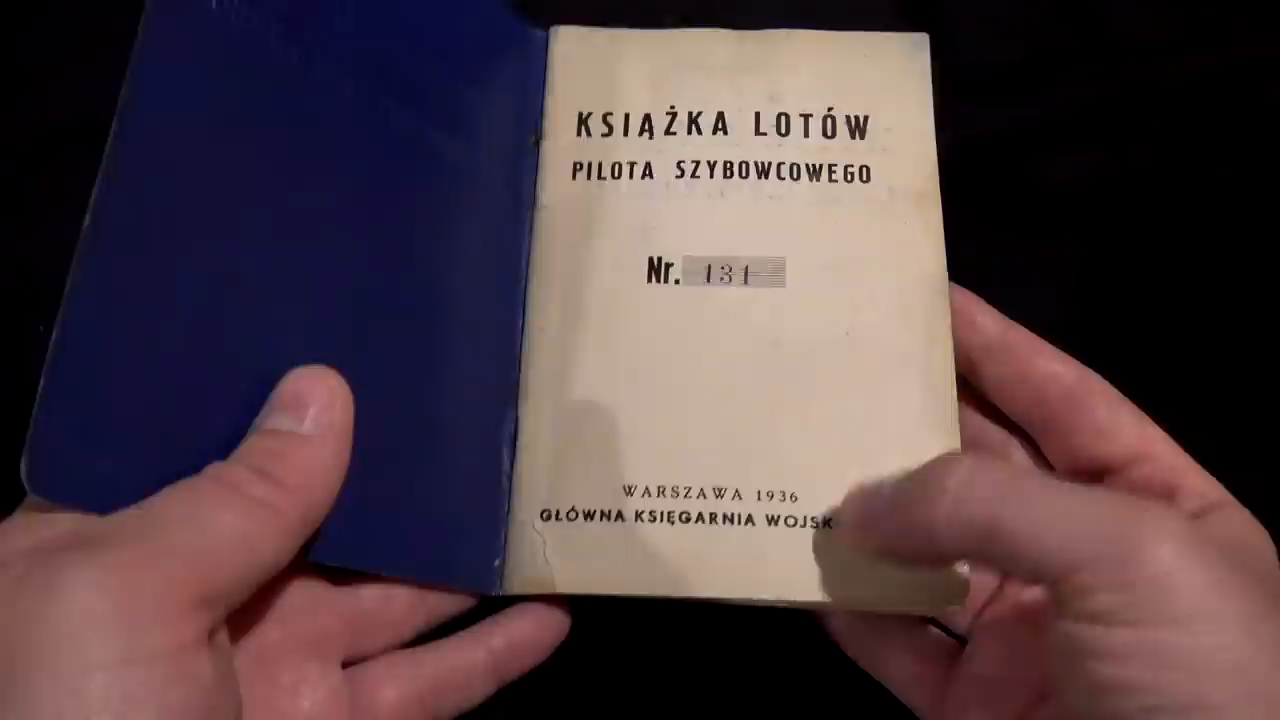 KSIĄŻKA LOTÓW
PILOTA SZYBOWCOWEGO
Nr. 131
WARSZAWA 1936
GŁÓWNA KSIĘGARNIA